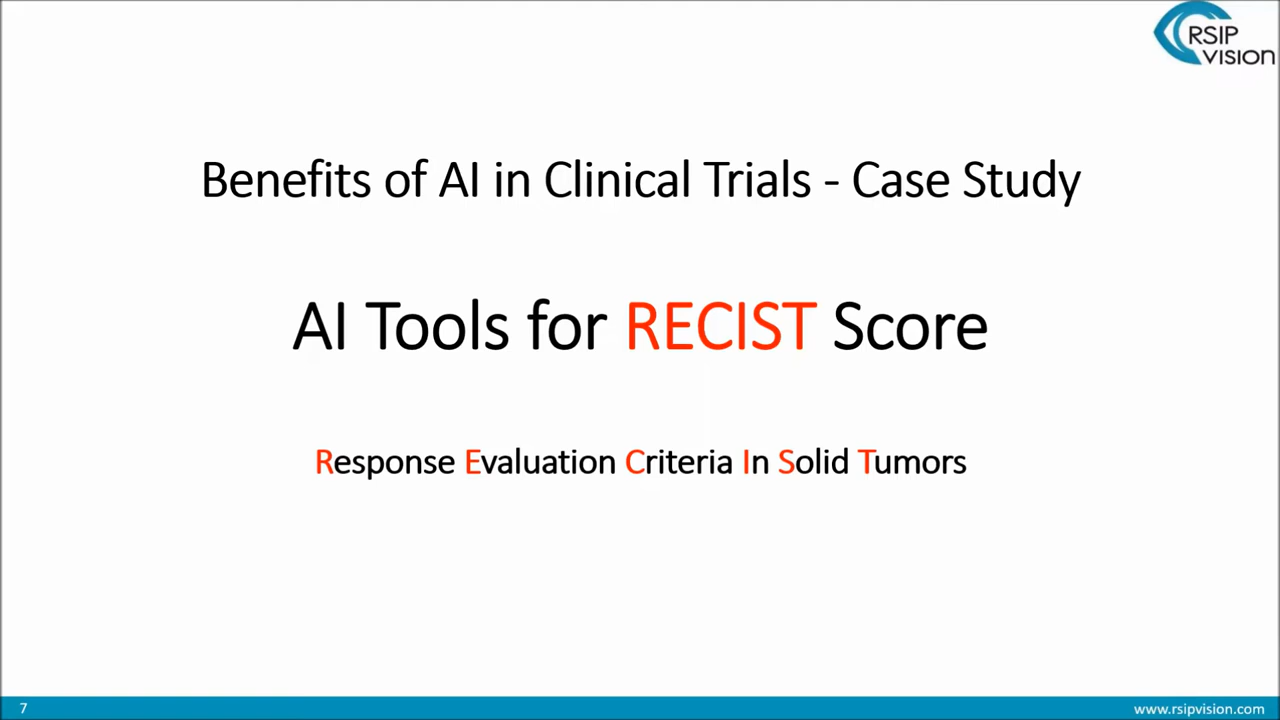 RSIP
VISION
Benefits of AI in Clinical Trials - Case Study
AI Tools for RECIST Score
Response Evaluation Criteria In Solid Tumors
7
www.rsipvision.com